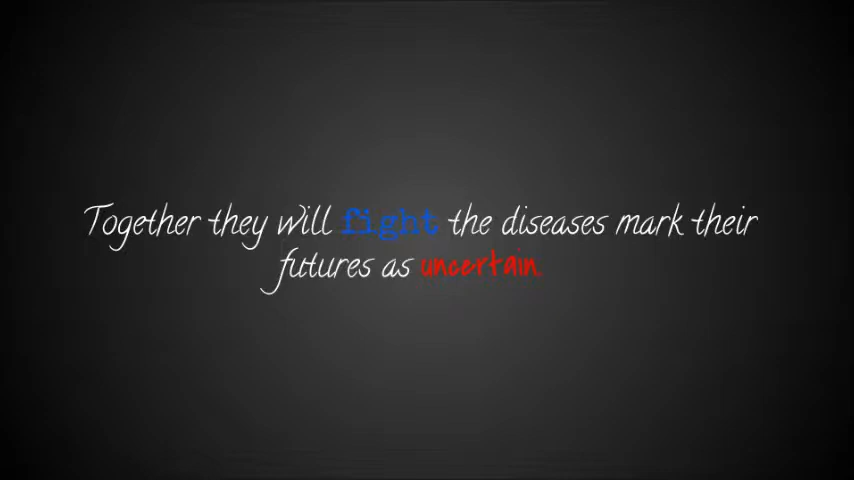 Together they will fight the diseases mark their
futures as uncertain.